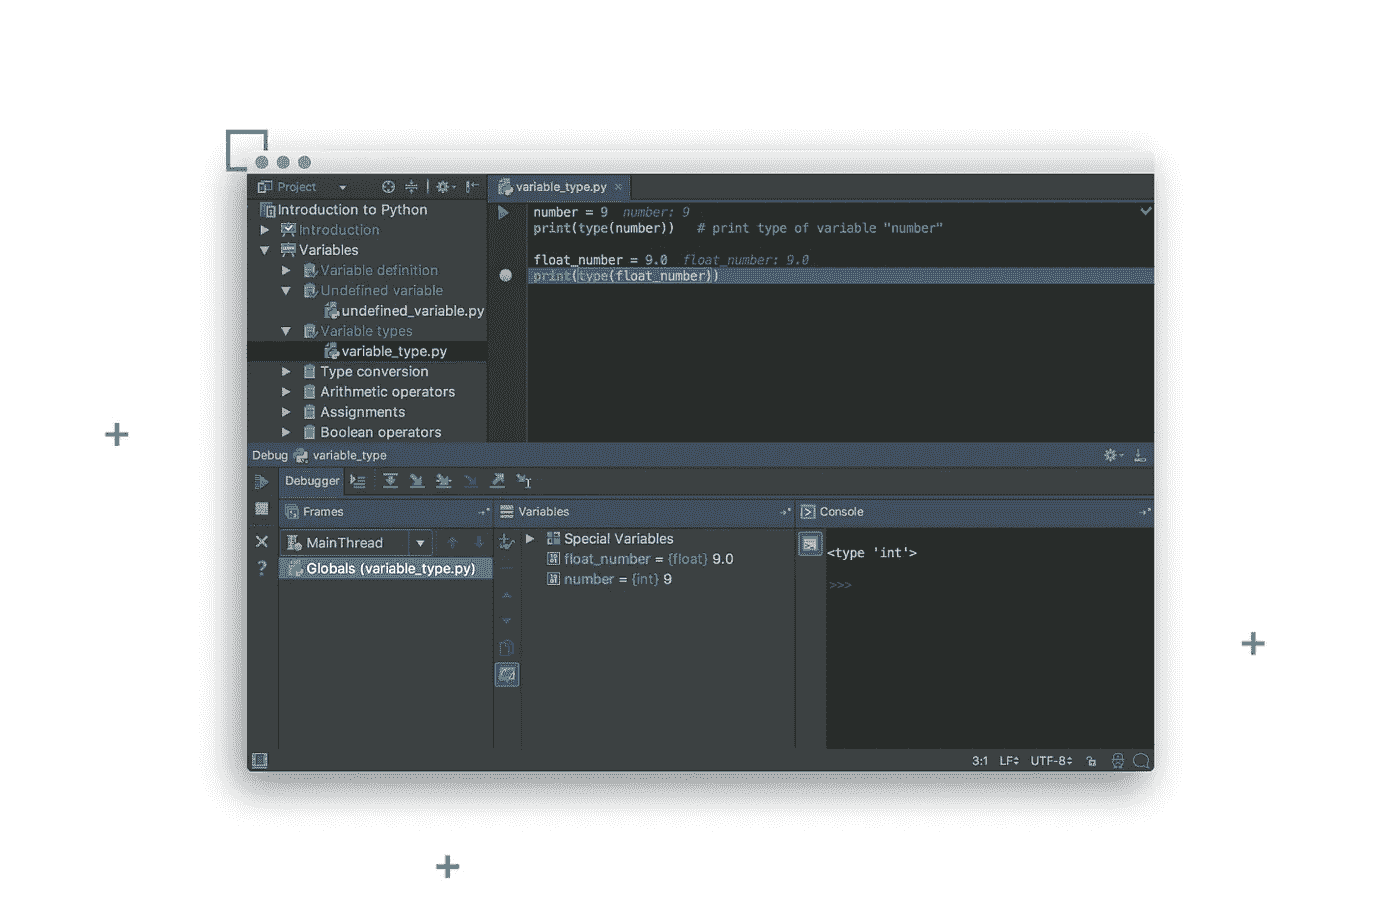 Project
variable_type.py
Introduction to Python
Introduction
Variables
Variable definition
Undefined variable
undefined_variable.py
Variable types
variable_type.py
Type conversion
Arithmetic operators
Assignments
Boolean operators
number = 9  number: 9
print(type(number))   # print type of variable "number"
float_number = 9.0  float_number: 9.0
print(type(float_number))
Debug variable_type
Debugger
Frames
MainThread
Globals (variable_type.py)
Variables
Special Variables
float_number = {float} 9.0
number = {int} 9
Console
<type 'int'>
>>>
3:1 LF UTF-8